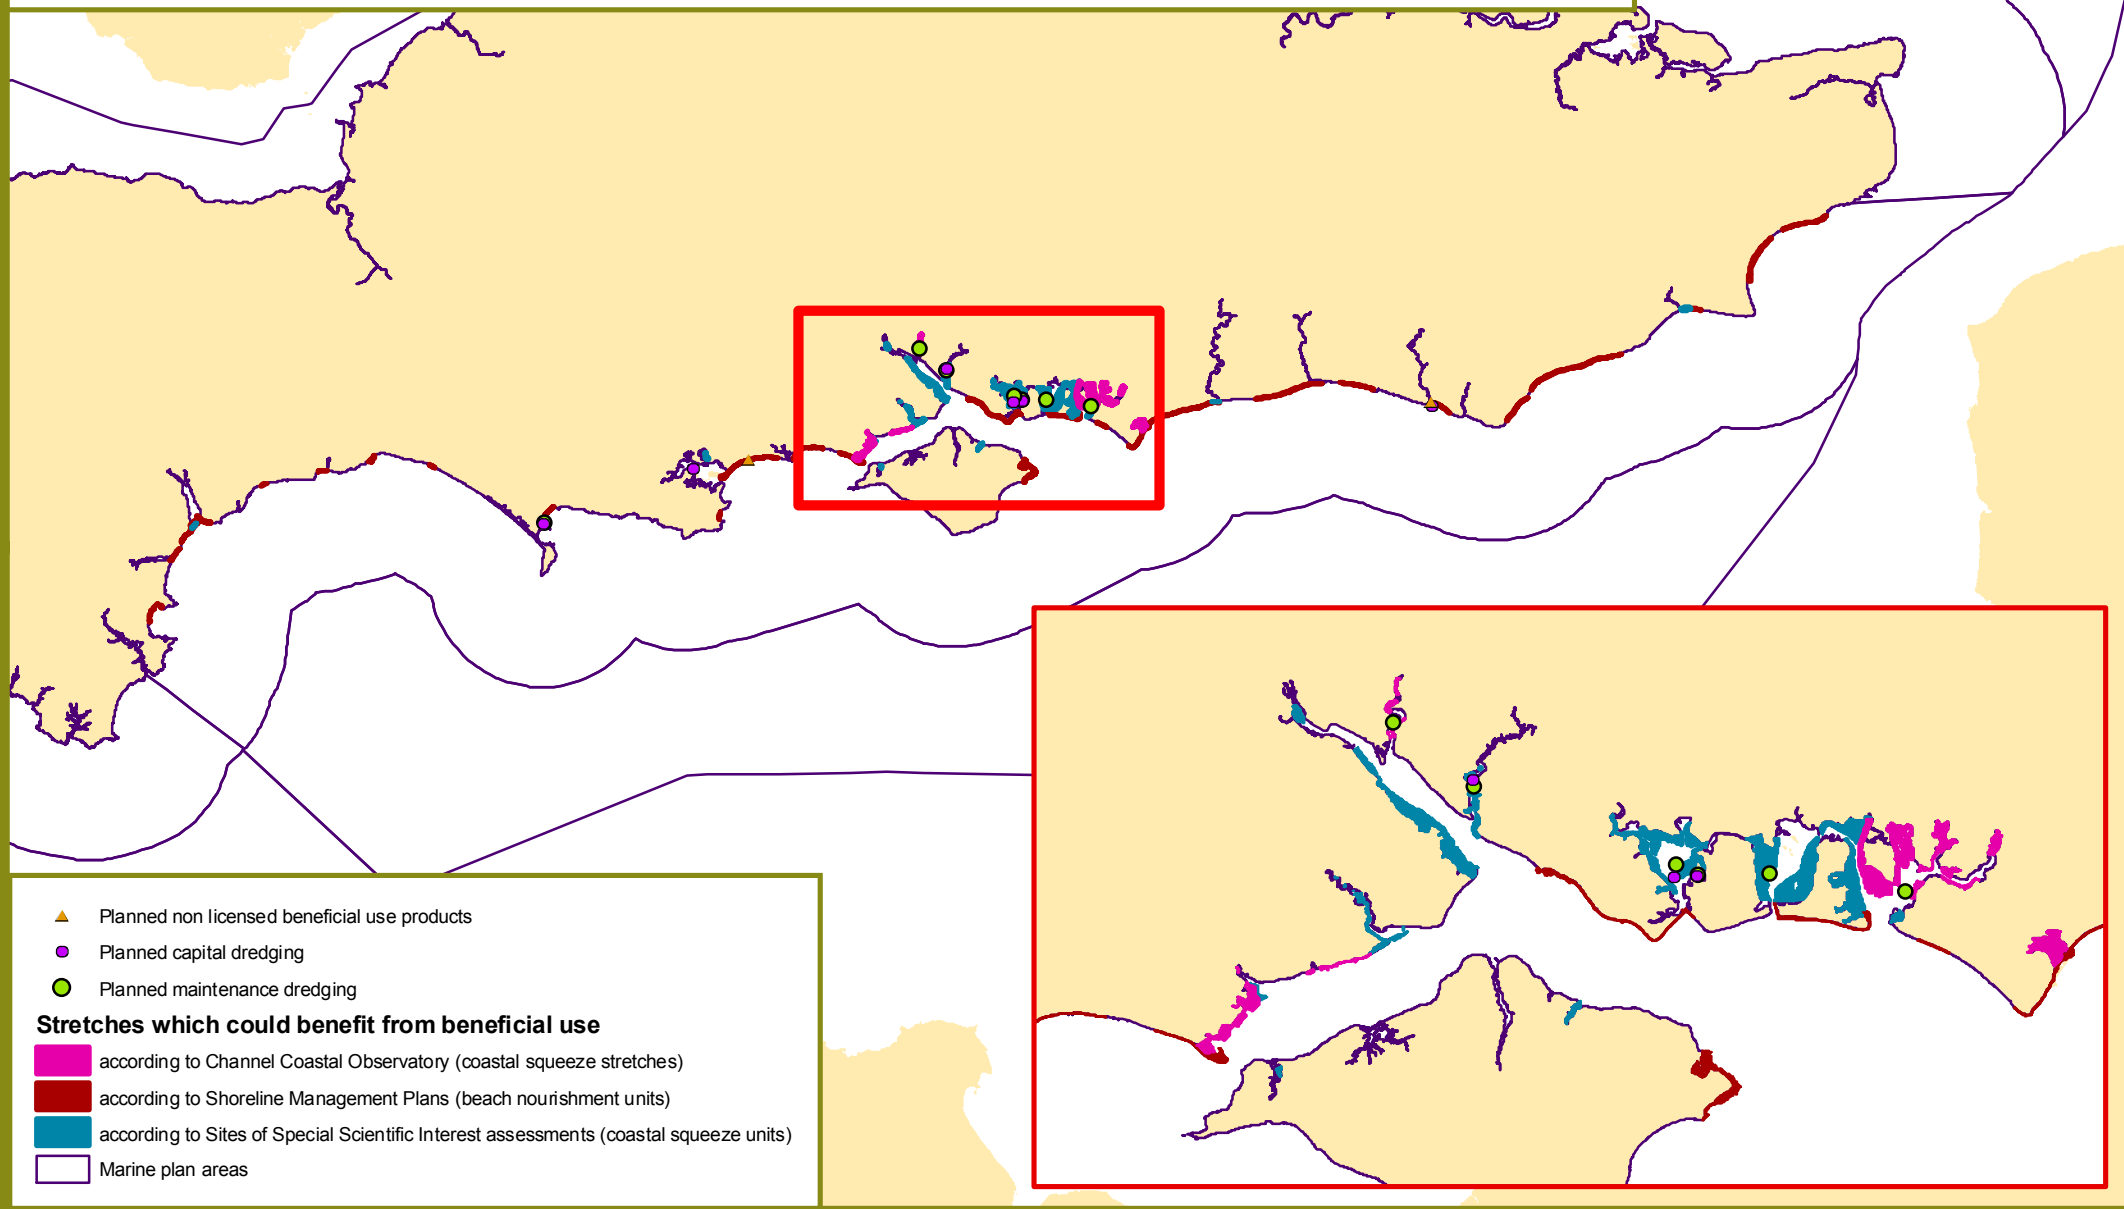 Planned non licensed beneficial use products
Planned capital dredging
Planned maintenance dredging
Stretches which could benefit from beneficial use
according to Channel Coastal Observatory (coastal squeeze stretches)
according to Shoreline Management Plans (beach nourishment units)
according to Sites of Special Scientific Interest assessments (coastal squeeze units)
Marine plan areas